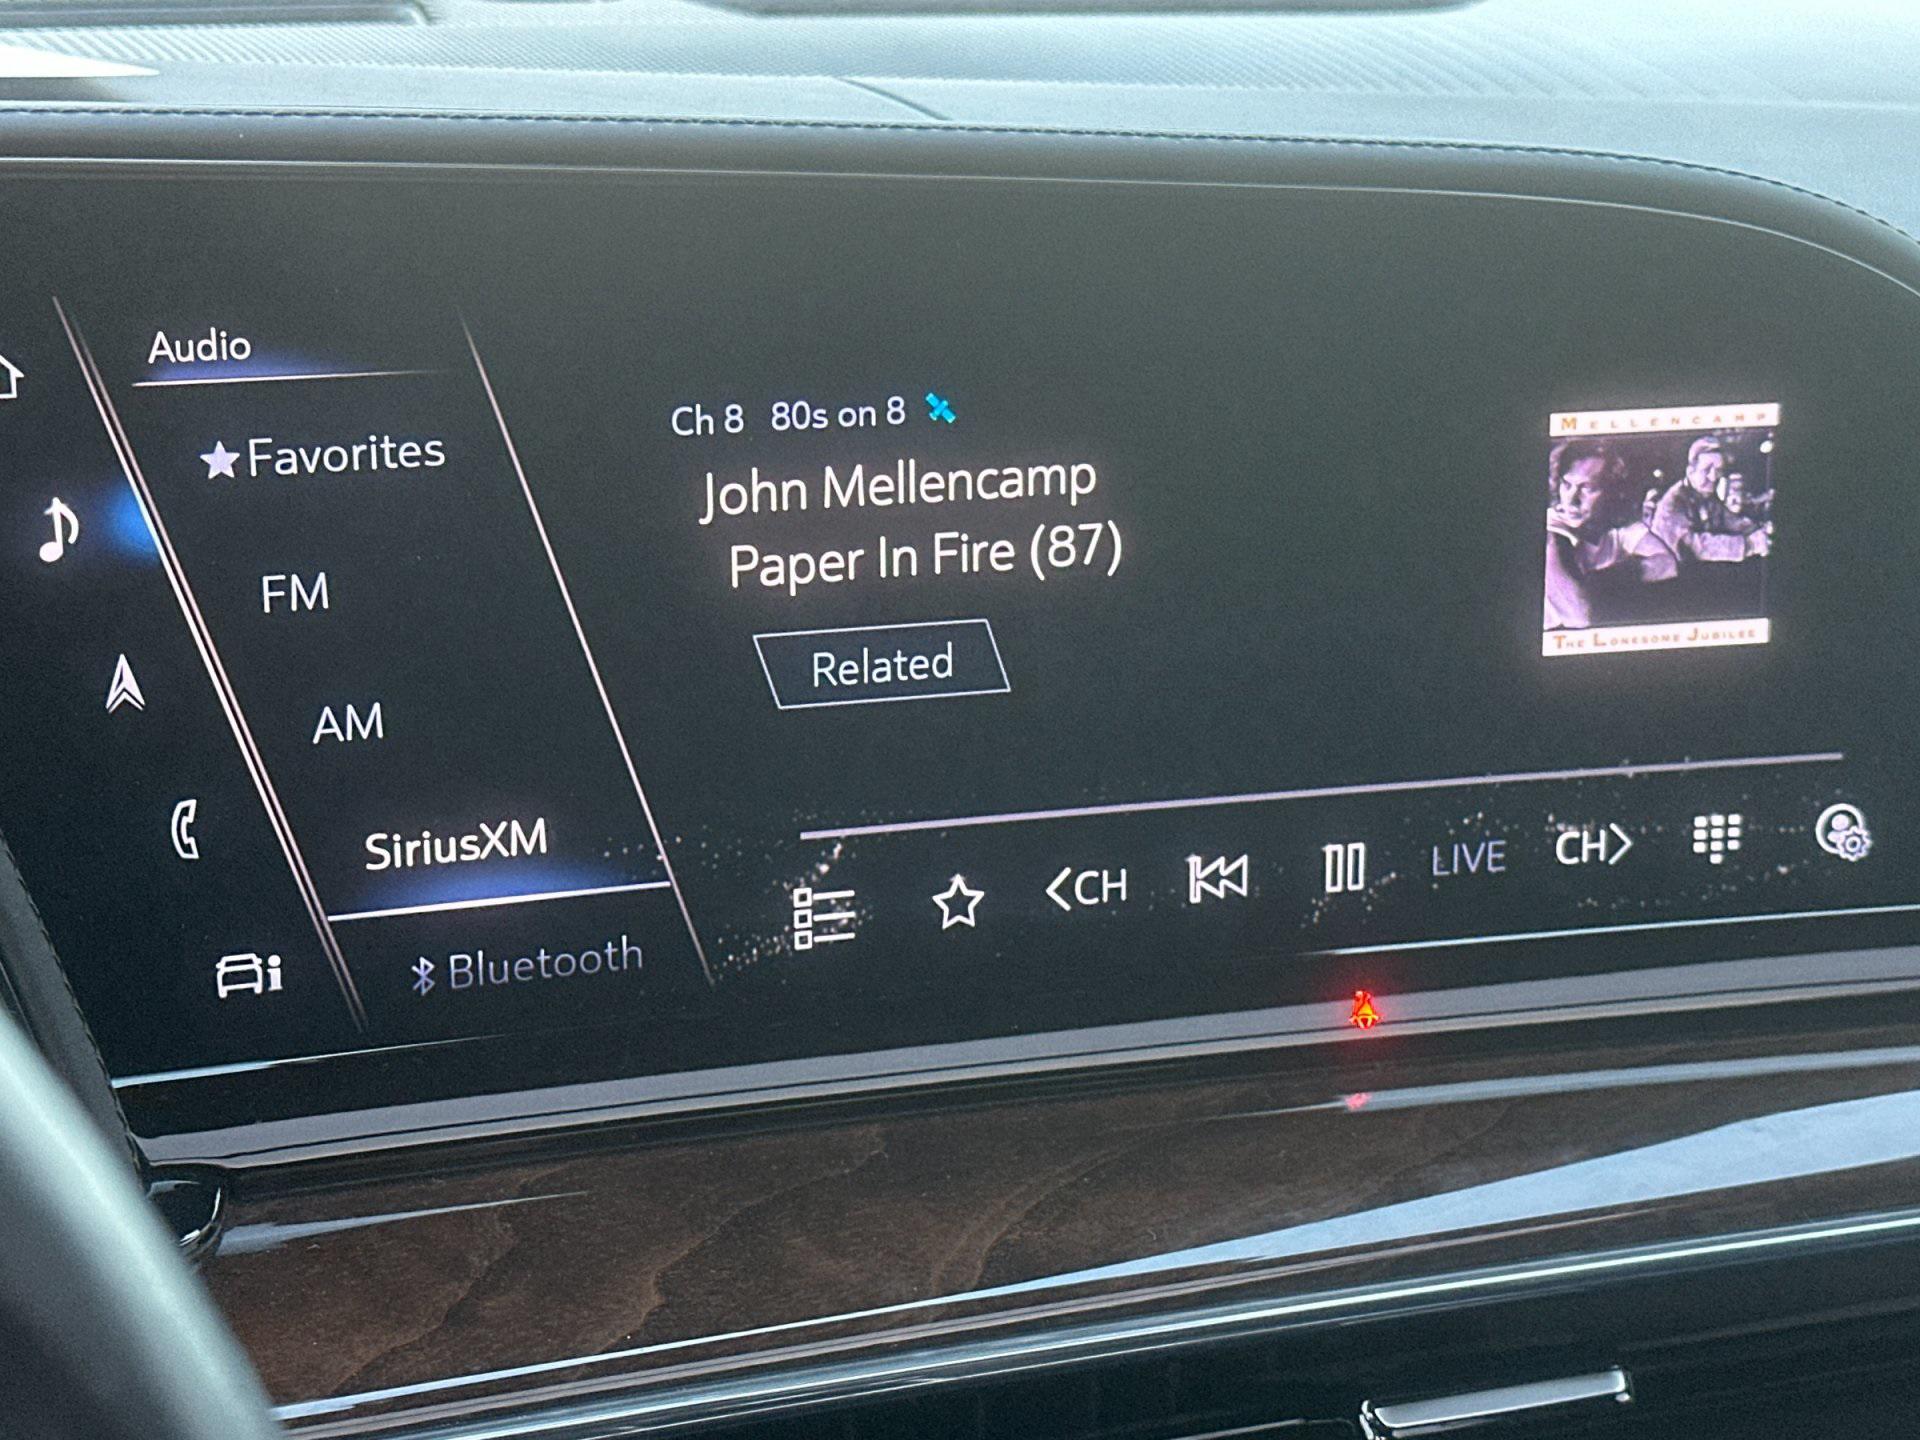 Audio
Favorites
FM
AM
SiriusXM
Bluetooth
Ch 8 80s on 8
John Mellencamp
Paper In Fire (87)
Related
MELLENCAMP
THE LONESOME JUBILEE
<CH
LIVE
CH>